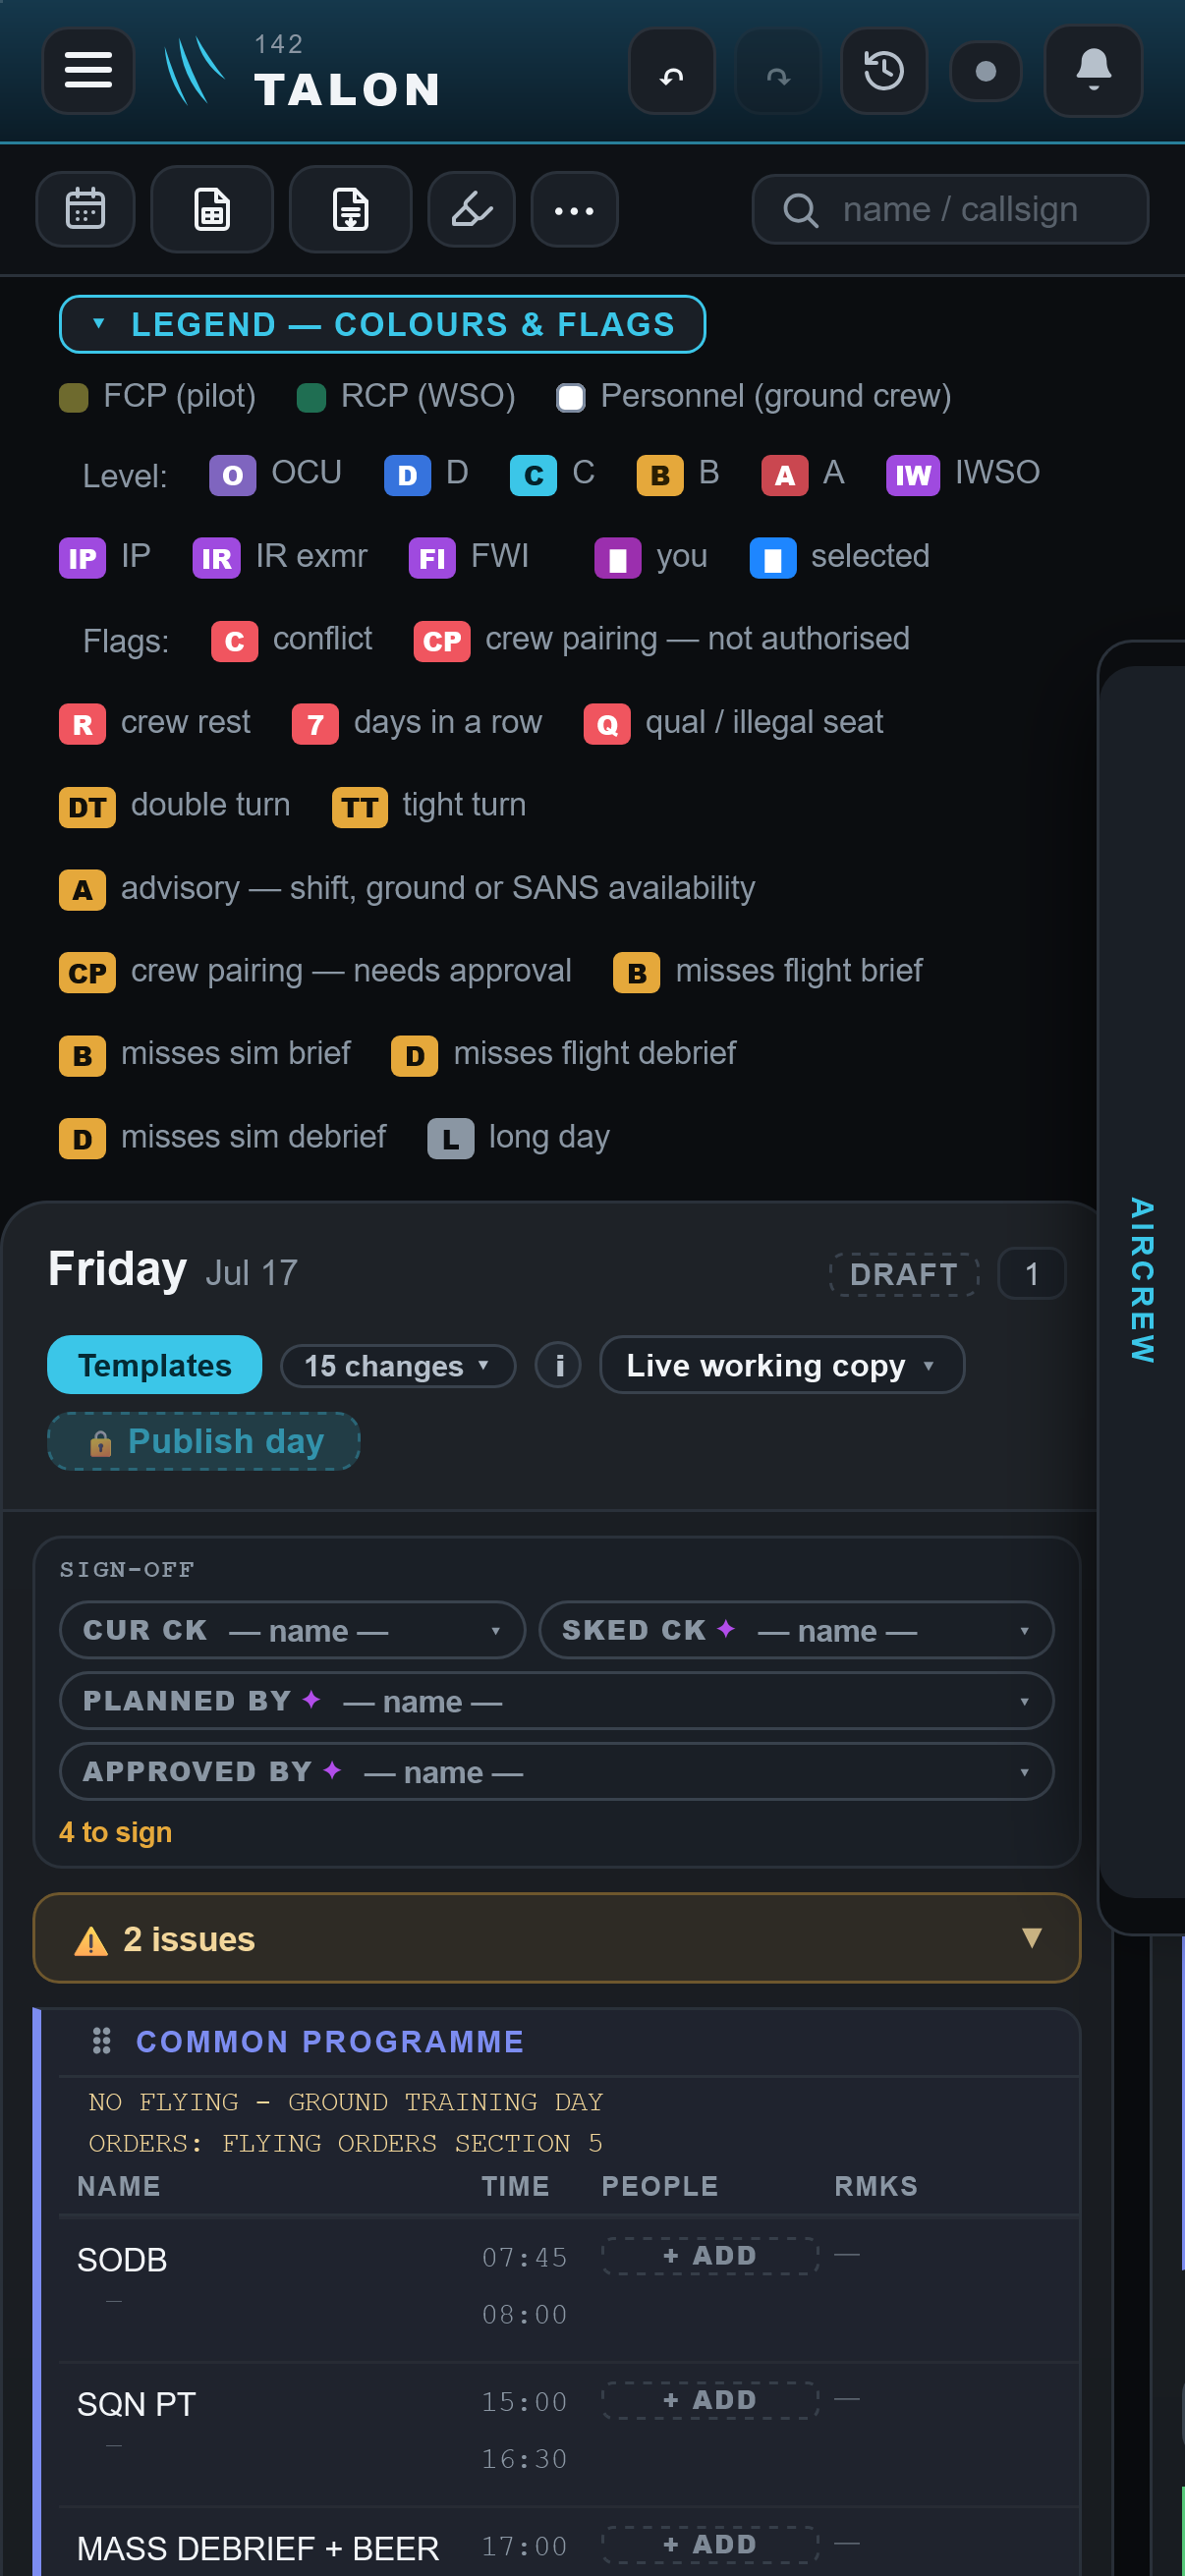 142
TALON
name / callsign
LEGEND — COLOURS & FLAGS
FCP (pilot) RCP (WSO) Personnel (ground crew)
Level: O OCU D D C C B B A A IW IWSO
IP IP IR IR exmr FI FWI you selected
Flags: C conflict CP crew pairing — not authorised
R crew rest 7 days in a row Q qual / illegal seat
DT double turn TT tight turn
A advisory — shift, ground or SANS availability
CP crew pairing — needs approval B misses flight brief
B misses sim brief D misses flight debrief
D misses sim debrief L long day
AIRCREW
Friday Jul 17 DRAFT 1
Templates 15 changes i Live working copy
Publish day
SIGN-OFF
CUR CK — name — SKED CK — name —
PLANNED BY — name —
APPROVED BY — name —
4 to sign
2 issues
COMMON PROGRAMME
NO FLYING - GROUND TRAINING DAY
ORDERS: FLYING ORDERS SECTION 5
NAME TIME PEOPLE RMKS
SODB 07:45 + ADD —
— 08:00
SQN PT 15:00 + ADD —
— 16:30
MASS DEBRIEF + BEER 17:00 + ADD —